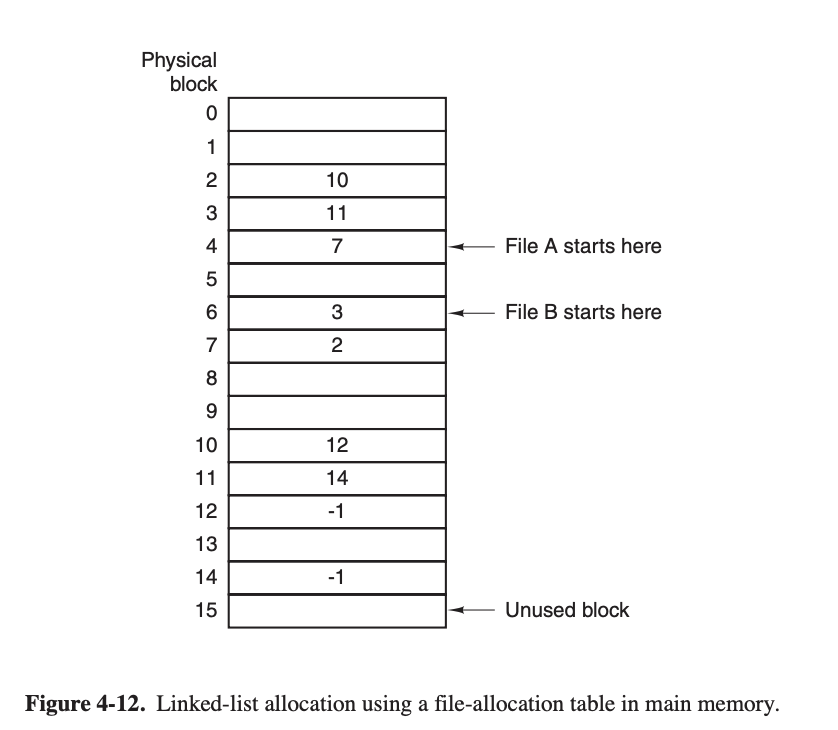 Physical
block
0
1
2 10
3 11
4 7 File A starts here
5
6 3 File B starts here
7 2
8
9
10 12
11 14
12 -1
13
14 -1
15 Unused block
Figure 4-12. Linked-list allocation using a file-allocation table in main memory.